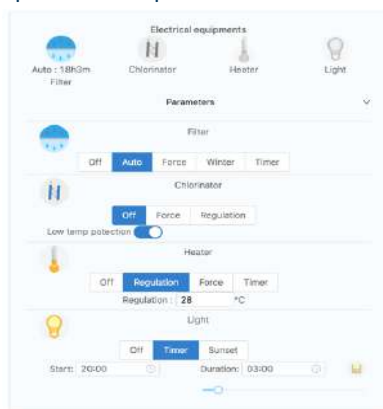 Electrical equipments
Auto : 18h3m
Filter
Chlorinator
Heater
Light
Parameters
Filter
Off Auto Force Winter Timer
Chlorinator
Off Force Regulation
Low temp potection
Heater
Off Regulation Force Timer
Regulation : 28 °C
Light
Off Timer Sunset
Start: 20:00 Duration: 03:00